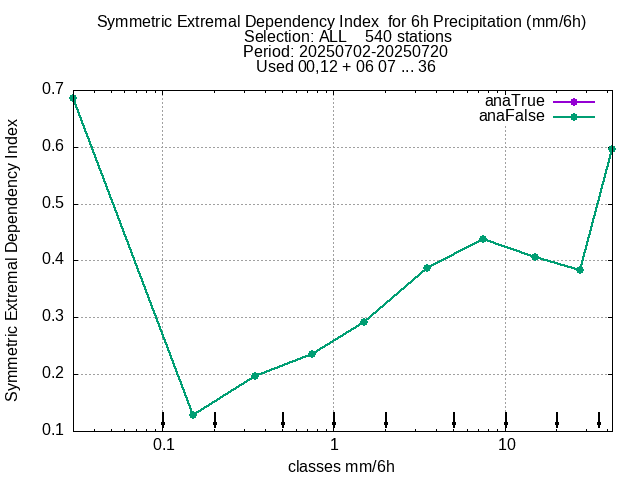 Symmetric Extremal Dependency Index  for 6h Precipitation (mm/6h)
Selection: ALL    540 stations
Period: 20250702-20250720
Used 00,12 + 06 07 ... 36
anaTrue
anaFalse
0.7
0.6
0.5
0.4
0.3
0.2
0.1
Symmetric Extremal Dependency Index
0.1 1 10
classes mm/6h